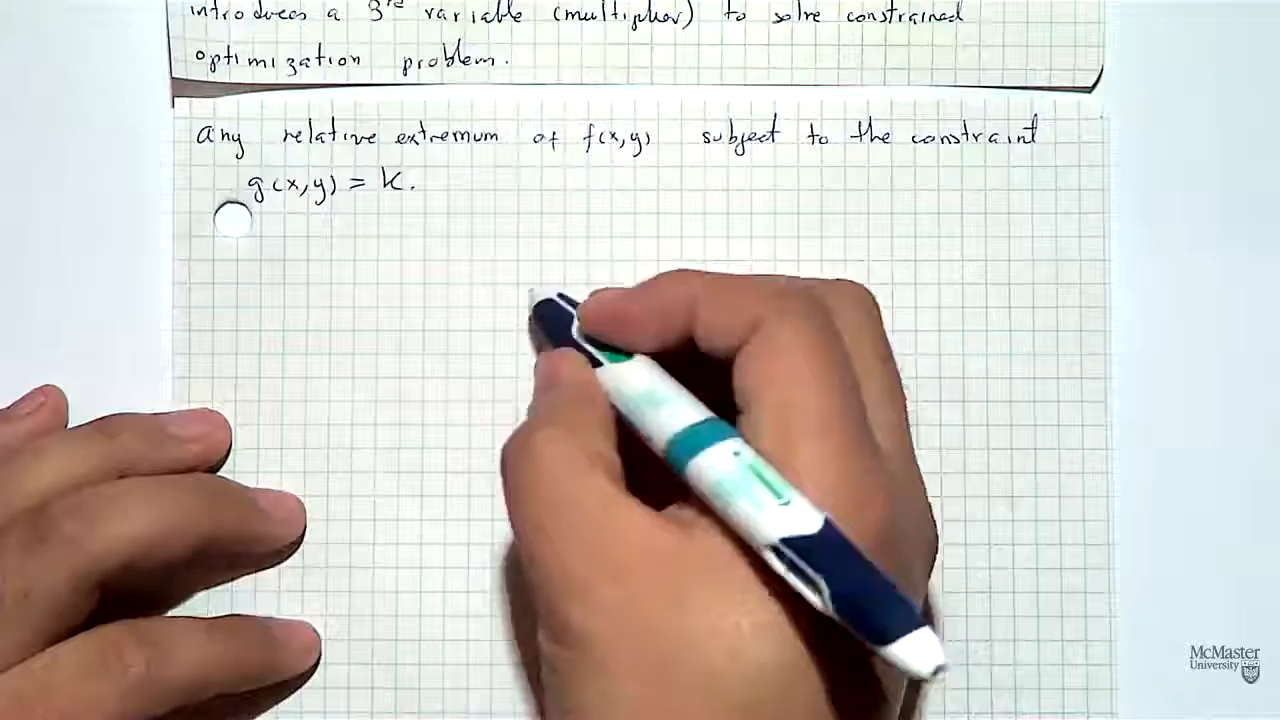 introduces a 3rd variable (multiplier) to solve constrained
optimization problem.
any relative extremum of f(x,y) subject to the constraint
g(x,y) = K.
McMaster
University